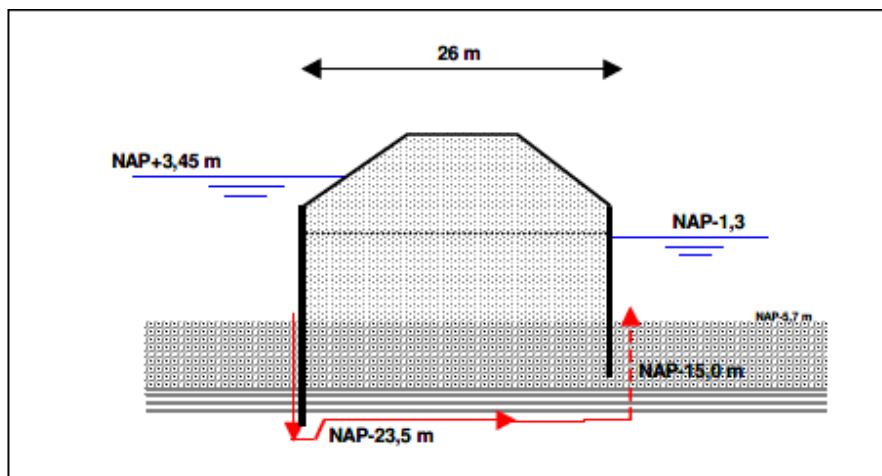 26 m
NAP+3,45 m
NAP-1,3
NAP-5,7 m
NAP-15,0 m
NAP-23,5 m